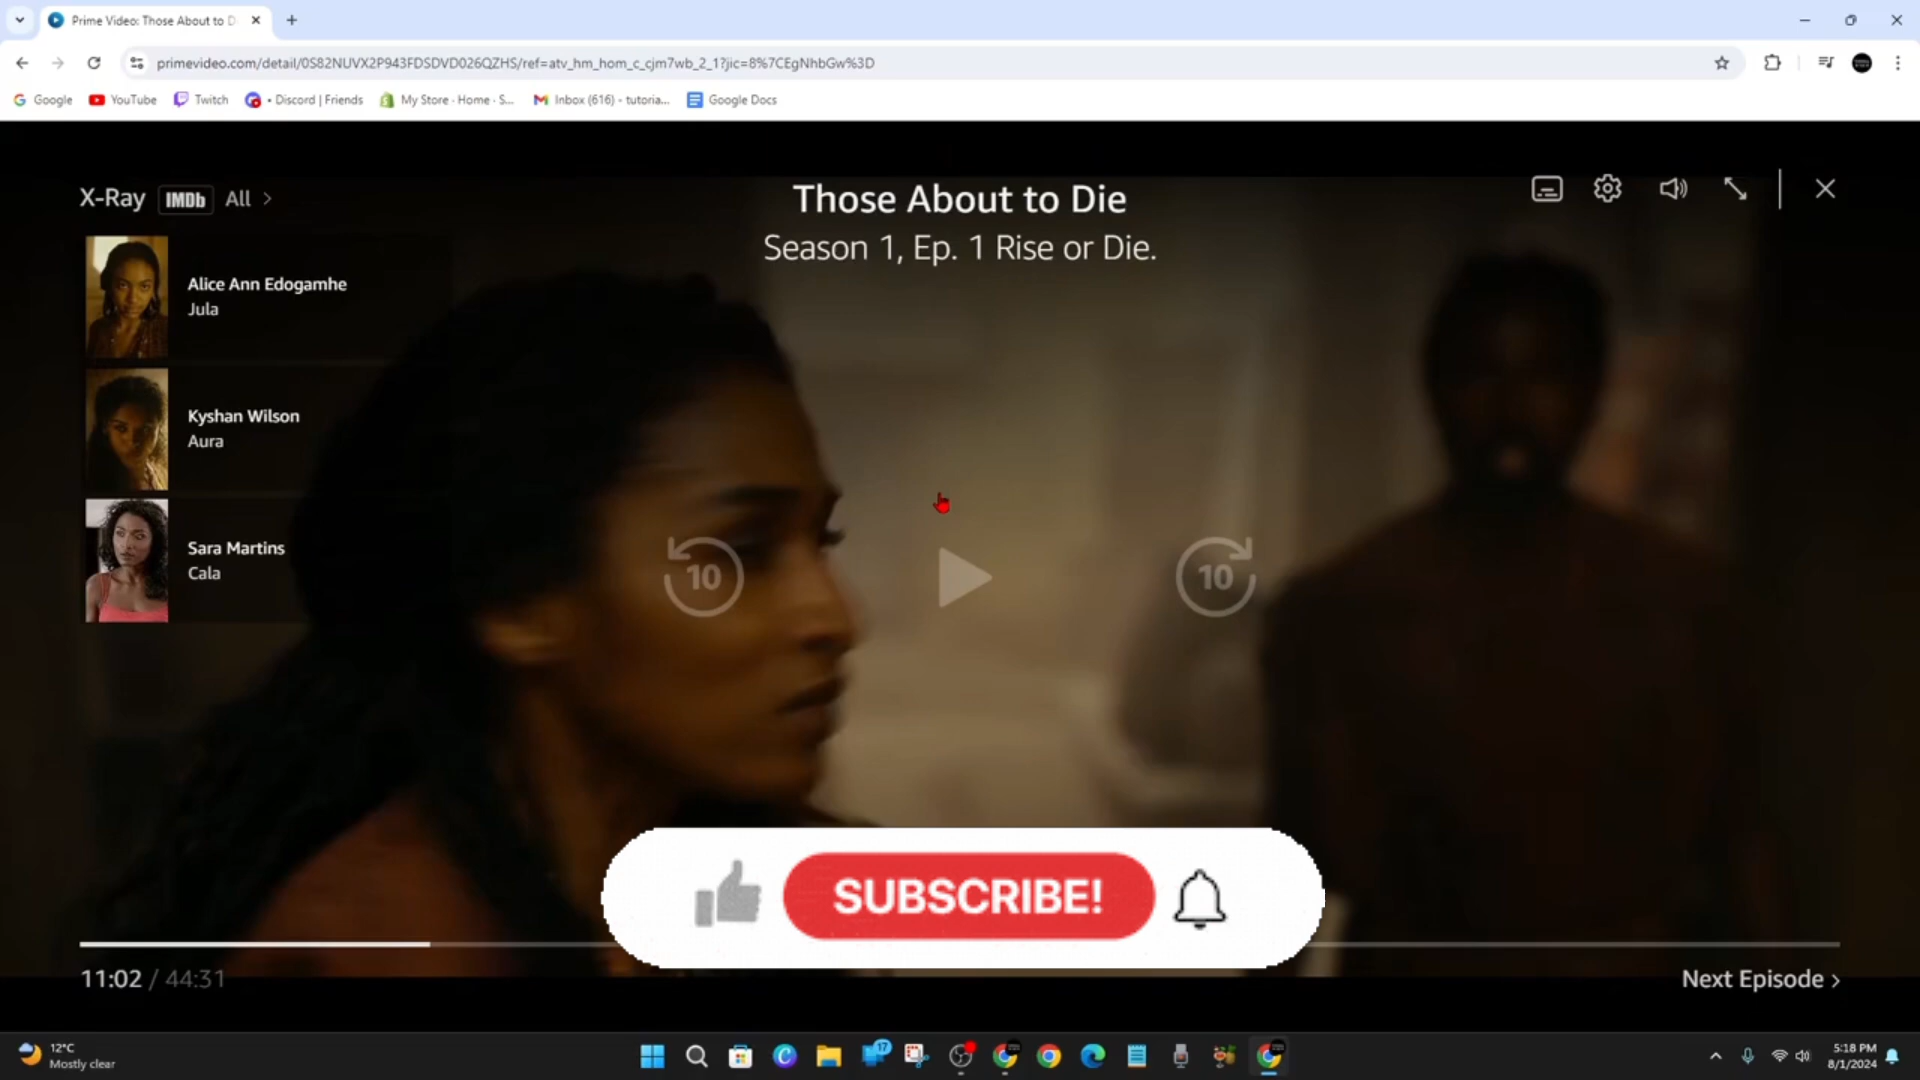 Prime Video: Those About to D
primevideo.com/detail/0S82NUVX2P943FDSDVD026QZHS/ref=atv_hm_hom_c_cjm7wb_2_1?jic=8%7CEgNhbGw%3D
Google
YouTube
Twitch
• Discord | Friends
My Store · Home · S...
Inbox (616) - tutoria...
Google Docs
X-Ray IMDb All >
Those About to Die
Season 1, Ep. 1 Rise or Die.
Alice Ann Edogamhe
Jula
Kyshan Wilson
Aura
Sara Martins
Cala
10
10
SUBSCRIBE!
11:02 / 44:31
Next Episode >
12°C
Mostly clear
17
5:18 PM
8/1/2024